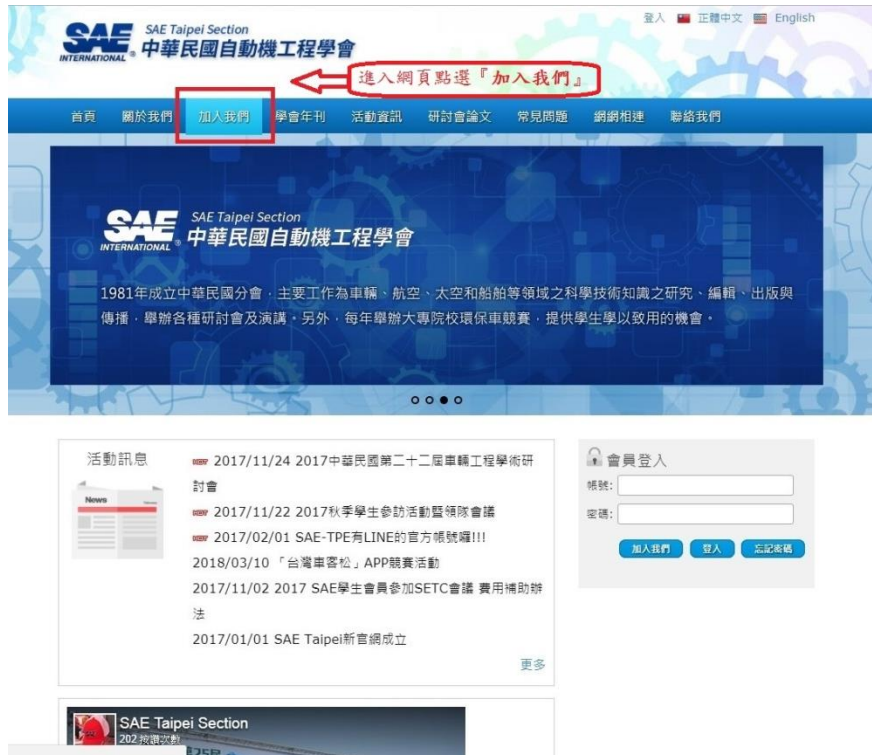 登入 正體中文 English
SAE INTERNATIONAL®
SAE Taipei Section
中華民國自動機工程學會
進入網頁點選『加入我們』
首頁 關於我們 加入我們 學會年刊 活動資訊 研討會論文 常見問題 網網相連 聯絡我們
SAE INTERNATIONAL®
SAE Taipei Section
中華民國自動機工程學會
1981年成立中華民國分會，主要工作為車輛、航空、太空和船舶等領域之科學技術知識之研究、編輯、出版與
傳播，舉辦各種研討會及演講。另外，每年舉辦大專院校環保車競賽，提供學生學以致用的機會。
活動訊息
News
NEW 2017/11/24 2017中華民國第二十二屆車輛工程學術研
討會
NEW 2017/11/22 2017秋季學生參訪活動暨領隊會議
NEW 2017/02/01 SAE-TPE有LINE的官方帳號囉!!!
2018/03/10 「台灣車客松」APP競賽活動
2017/11/02 2017 SAE學生會員參加SETC會議 費用補助辦
法
2017/01/01 SAE Taipei新官網成立
更多
會員登入
帳號:
密碼:
加入我們 登入 忘記密碼
SAE Taipei Section
202 按讚次數